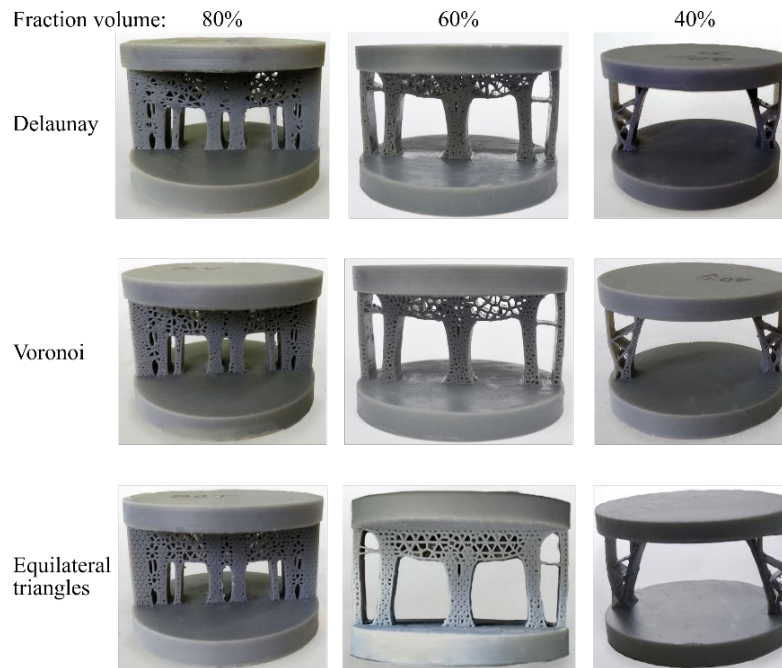 Fraction volume: 80% 60% 40%
Delaunay
Voronoi
Equilateral
triangles